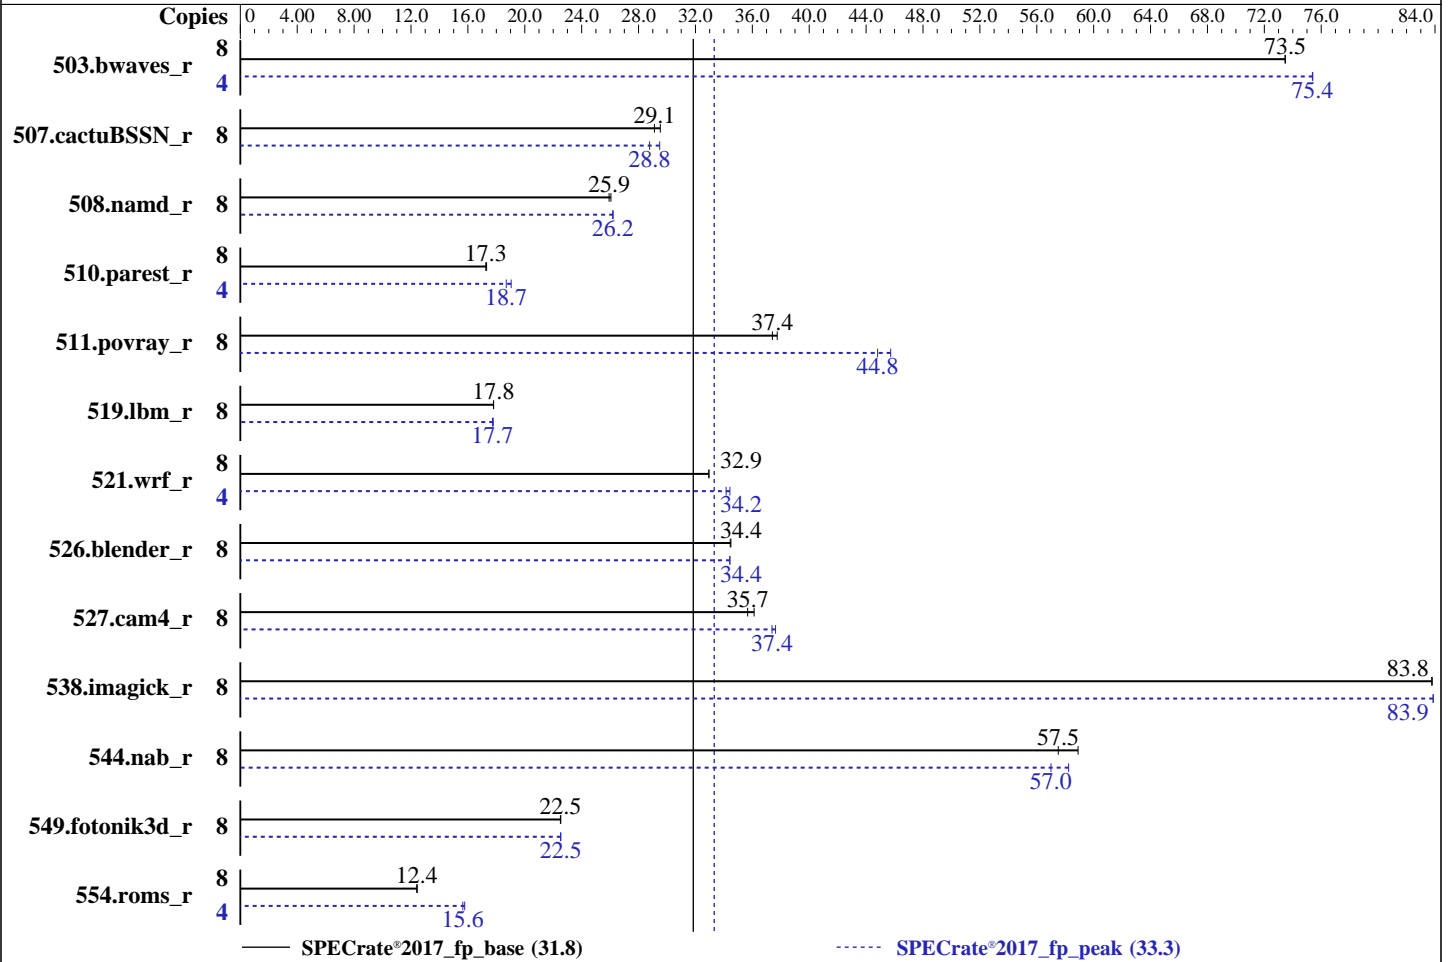 Copies 0 4.00 8.00 12.0 16.0 20.0 24.0 28.0 32.0 36.0 40.0 44.0 48.0 52.0 56.0 60.0 64.0 68.0 72.0 76.0 84.0
503.bwaves_r 8 73.5
4 75.4
507.cactuBSSN_r 8 29.1
28.8
508.namd_r 8 25.9
26.2
510.parest_r 8 17.3
4 18.7
511.povray_r 8 37.4
44.8
519.lbm_r 8 17.8
17.7
521.wrf_r 8 32.9
4 34.2
526.blender_r 8 34.4
34.4
527.cam4_r 8 35.7
37.4
538.imagick_r 8 83.8
83.9
544.nab_r 8 57.5
57.0
549.fotonik3d_r 8 22.5
22.5
554.roms_r 8 12.4
4 15.6
SPECrate®2017_fp_base (31.8) SPECrate®2017_fp_peak (33.3)